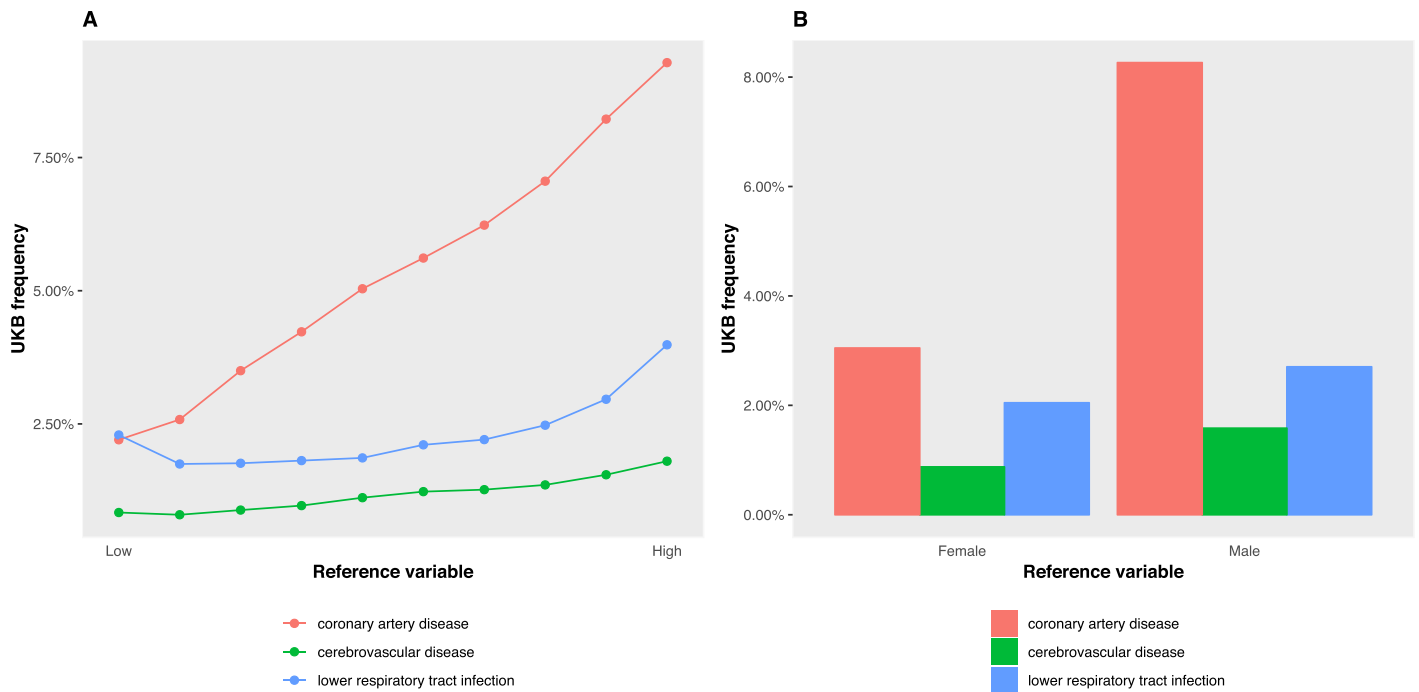 A
UKB frequency
7.50%
5.00%
2.50%
Low
High
Reference variable
coronary artery disease
cerebrovascular disease
lower respiratory tract infection
B
UKB frequency
8.00%
6.00%
4.00%
2.00%
0.00%
Female
Male
Reference variable
coronary artery disease
cerebrovascular disease
lower respiratory tract infection